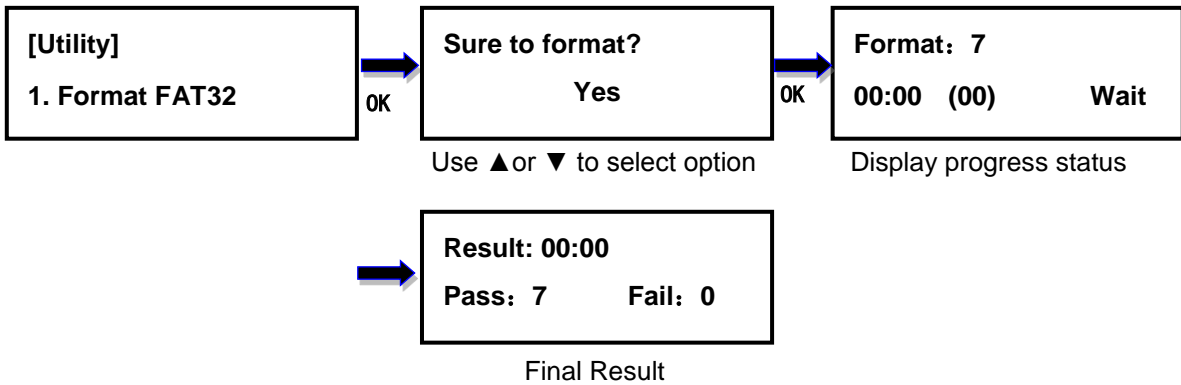 [Utility]
1. Format FAT32
OK
Sure to format?
Yes
Use ▲or ▼ to select option
OK
Format：7
00:00 (00) Wait
Display progress status
Result: 00:00
Pass：7 Fail：0
Final Result